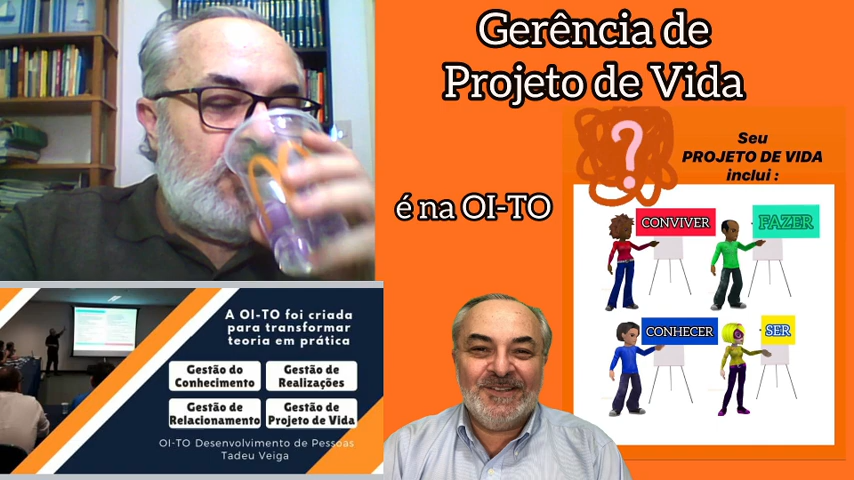 Gerência de
Projeto de Vida
é na OI-TO
?
Seu
PROJETO DE VIDA
inclui :
CONVIVER
FAZER
CONHECER
SER
A OI-TO foi criada
para transformar
teoria em prática
Gestão do
Conhecimento
Gestão de
Realizações
Gestão de
Relacionamento
Gestão de
Projeto de Vida
OI-TO Desenvolvimento de Pessoas
Tadeu Veiga